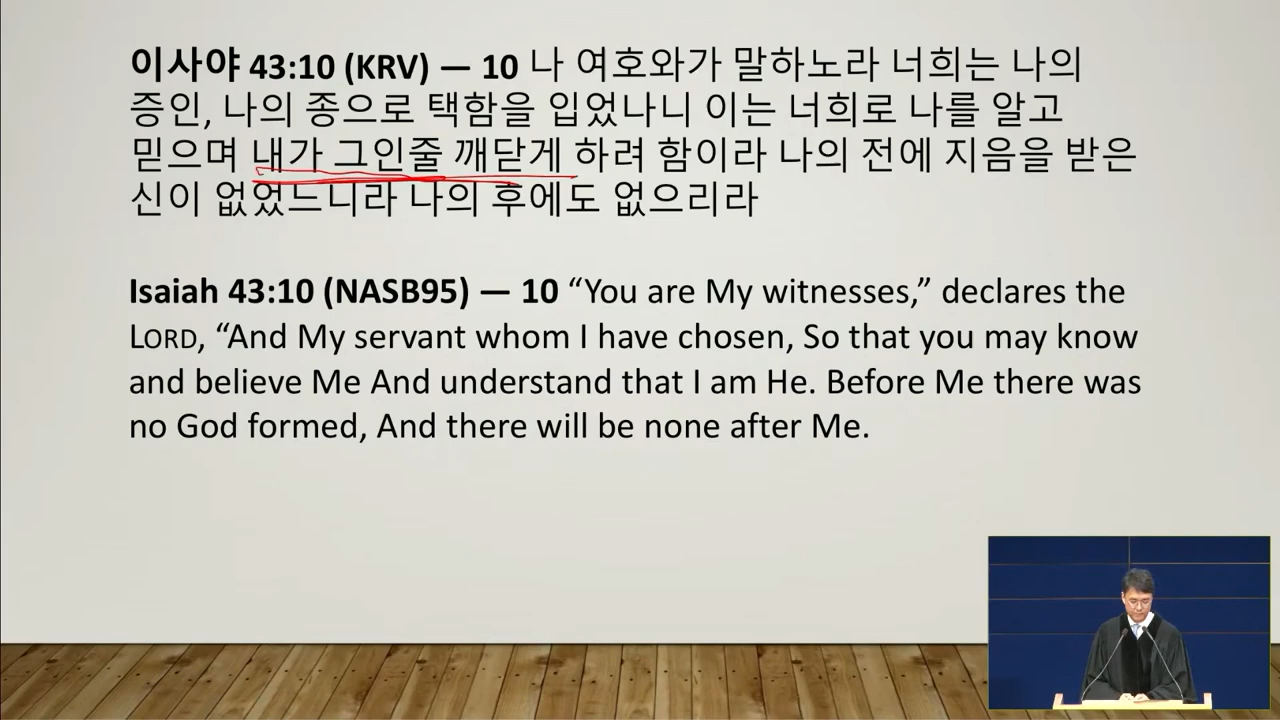 이사야 43:10 (KRV) — 10 나 여호와가 말하노라 너희는 나의
증인, 나의 종으로 택함을 입었나니 이는 너희로 나를 알고
믿으며 내가 그인줄 깨닫게 하려 함이라 나의 전에 지음을 받은
신이 없었느니라 나의 후에도 없으리라
Isaiah 43:10 (NASB95) — 10 “You are My witnesses,” declares the
LORD, “And My servant whom I have chosen, So that you may know
and believe Me And understand that I am He. Before Me there was
no God formed, And there will be none after Me.